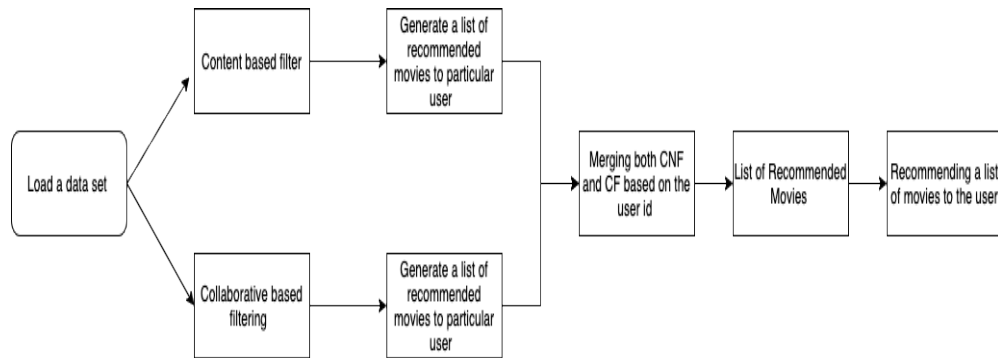 Load a data set
Content based filter
Generate a list of
recommended
movies to particular
user
Collaborative based
filtering
Generate a list of
recommended
movies to particular
user
Merging both CNF
and CF based on the
user id
List of Recommended
Movies
Recommending a list
of movies to the user